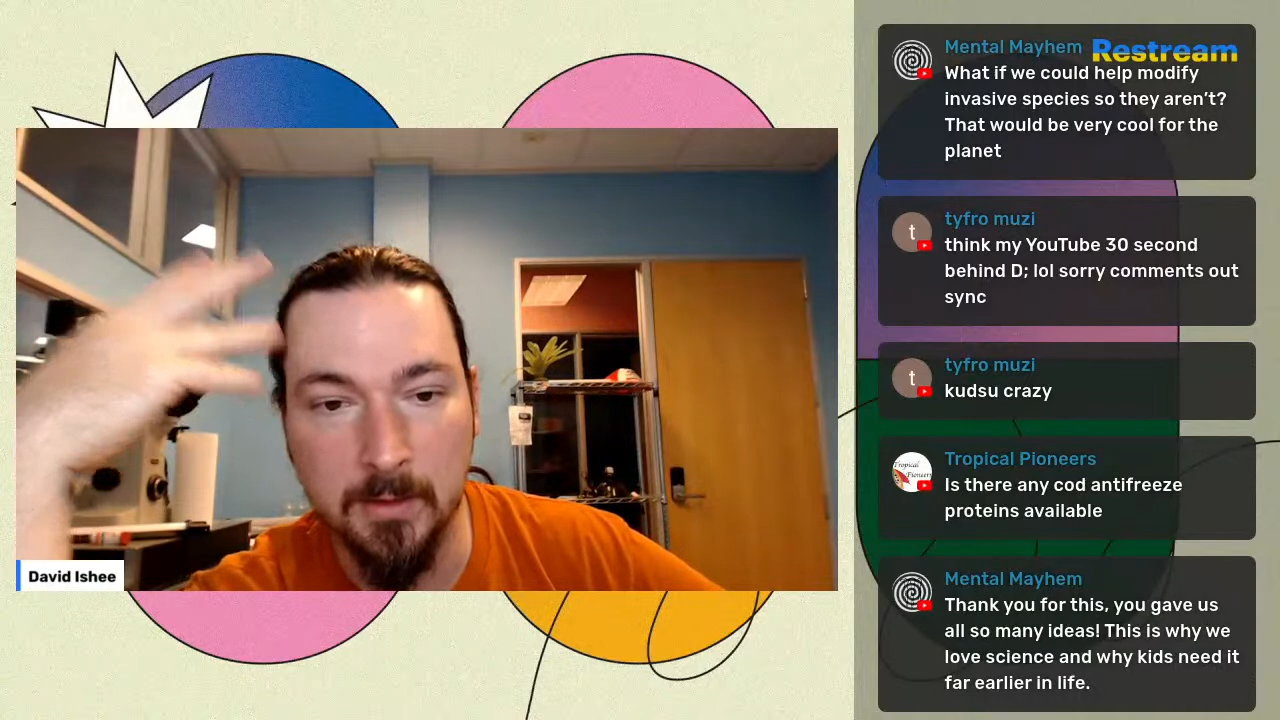 Mental Mayhem
Restream
What if we could help modify
invasive species so they aren’t?
That would be very cool for the
planet
t
tyfro muzi
think my YouTube 30 second
behind D; lol sorry comments out
sync
t
tyfro muzi
kudsu crazy
Tropical
Pioneers
Tropical Pioneers
Is there any cod antifreeze
proteins available
Mental Mayhem
Thank you for this, you gave us
all so many ideas! This is why we
love science and why kids need it
far earlier in life.
David Ishee